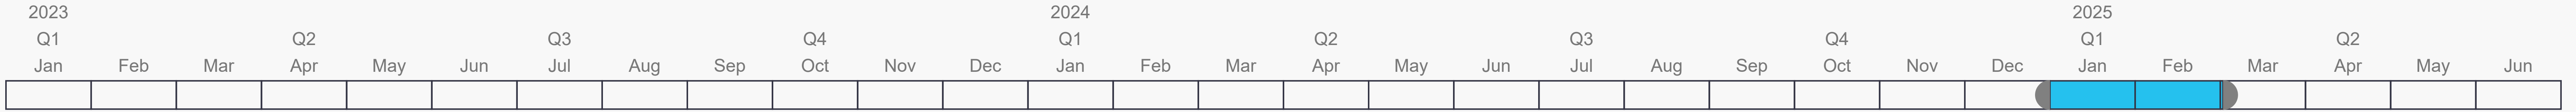 2023 2024 2025
Q1 Q2 Q3 Q4 Q1 Q2 Q3 Q4 Q1 Q2
Jan Feb Mar Apr May Jun Jul Aug Sep Oct Nov Dec Jan Feb Mar Apr May Jun Jul Aug Sep Oct Nov Dec Jan Feb Mar Apr May Jun